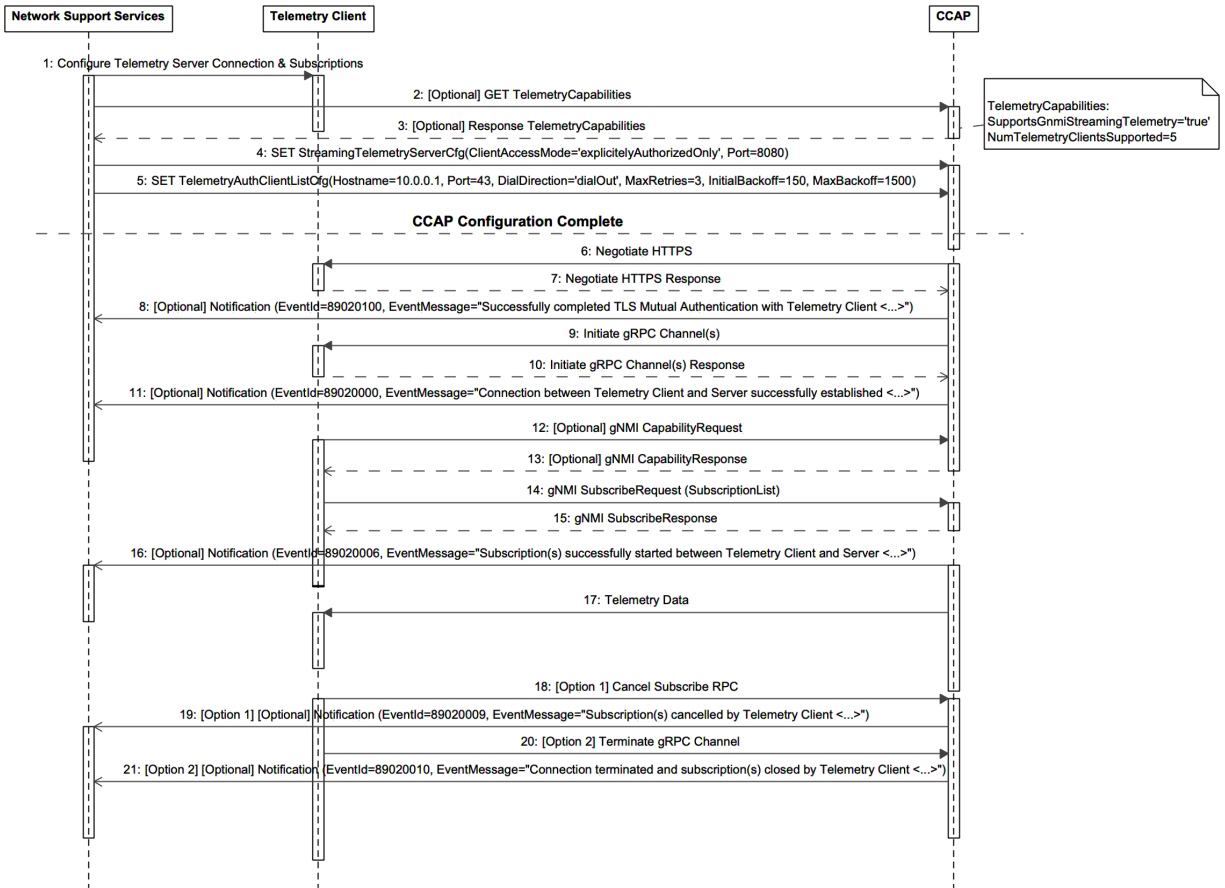 Network Support Services
Telemetry Client
CCAP
1: Configure Telemetry Server Connection & Subscriptions
2: [Optional] GET TelemetryCapabilities
TelemetryCapabilities:
SupportsGnmiStreamingTelemetry='true'
NumTelemetryClientsSupported=5
3: [Optional] Response TelemetryCapabilities
4: SET StreamingTelemetryServerCfg(ClientAccessMode='explicitelyAuthorizedOnly', Port=8080)
5: SET TelemetryAuthClientListCfg(Hostname=10.0.0.1, Port=43, DialDirection='dialOut', MaxRetries=3, InitialBackoff=150, MaxBackoff=1500)
CCAP Configuration Complete
6: Negotiate HTTPS
7: Negotiate HTTPS Response
8: [Optional] Notification (EventId=89020100, EventMessage="Successfully completed TLS Mutual Authentication with Telemetry Client <...>")
9: Initiate gRPC Channel(s)
10: Initiate gRPC Channel(s) Response
11: [Optional] Notification (EventId=89020000, EventMessage="Connection between Telemetry Client and Server successfully established <...>")
12: [Optional] gNMI CapabilityRequest
13: [Optional] gNMI CapabilityResponse
14: gNMI SubscribeRequest (SubscriptionList)
15: gNMI SubscribeResponse
16: [Optional] Notification (EventId=89020006, EventMessage="Subscription(s) successfully started between Telemetry Client and Server <...>")
17: Telemetry Data
18: [Option 1] Cancel Subscribe RPC
19: [Option 1] [Optional] Notification (EventId=89020009, EventMessage="Subscription(s) cancelled by Telemetry Client <...>")
20: [Option 2] Terminate gRPC Channel
21: [Option 2] [Optional] Notification (EventId=89020010, EventMessage="Connection terminated and subscription(s) closed by Telemetry Client <...>")